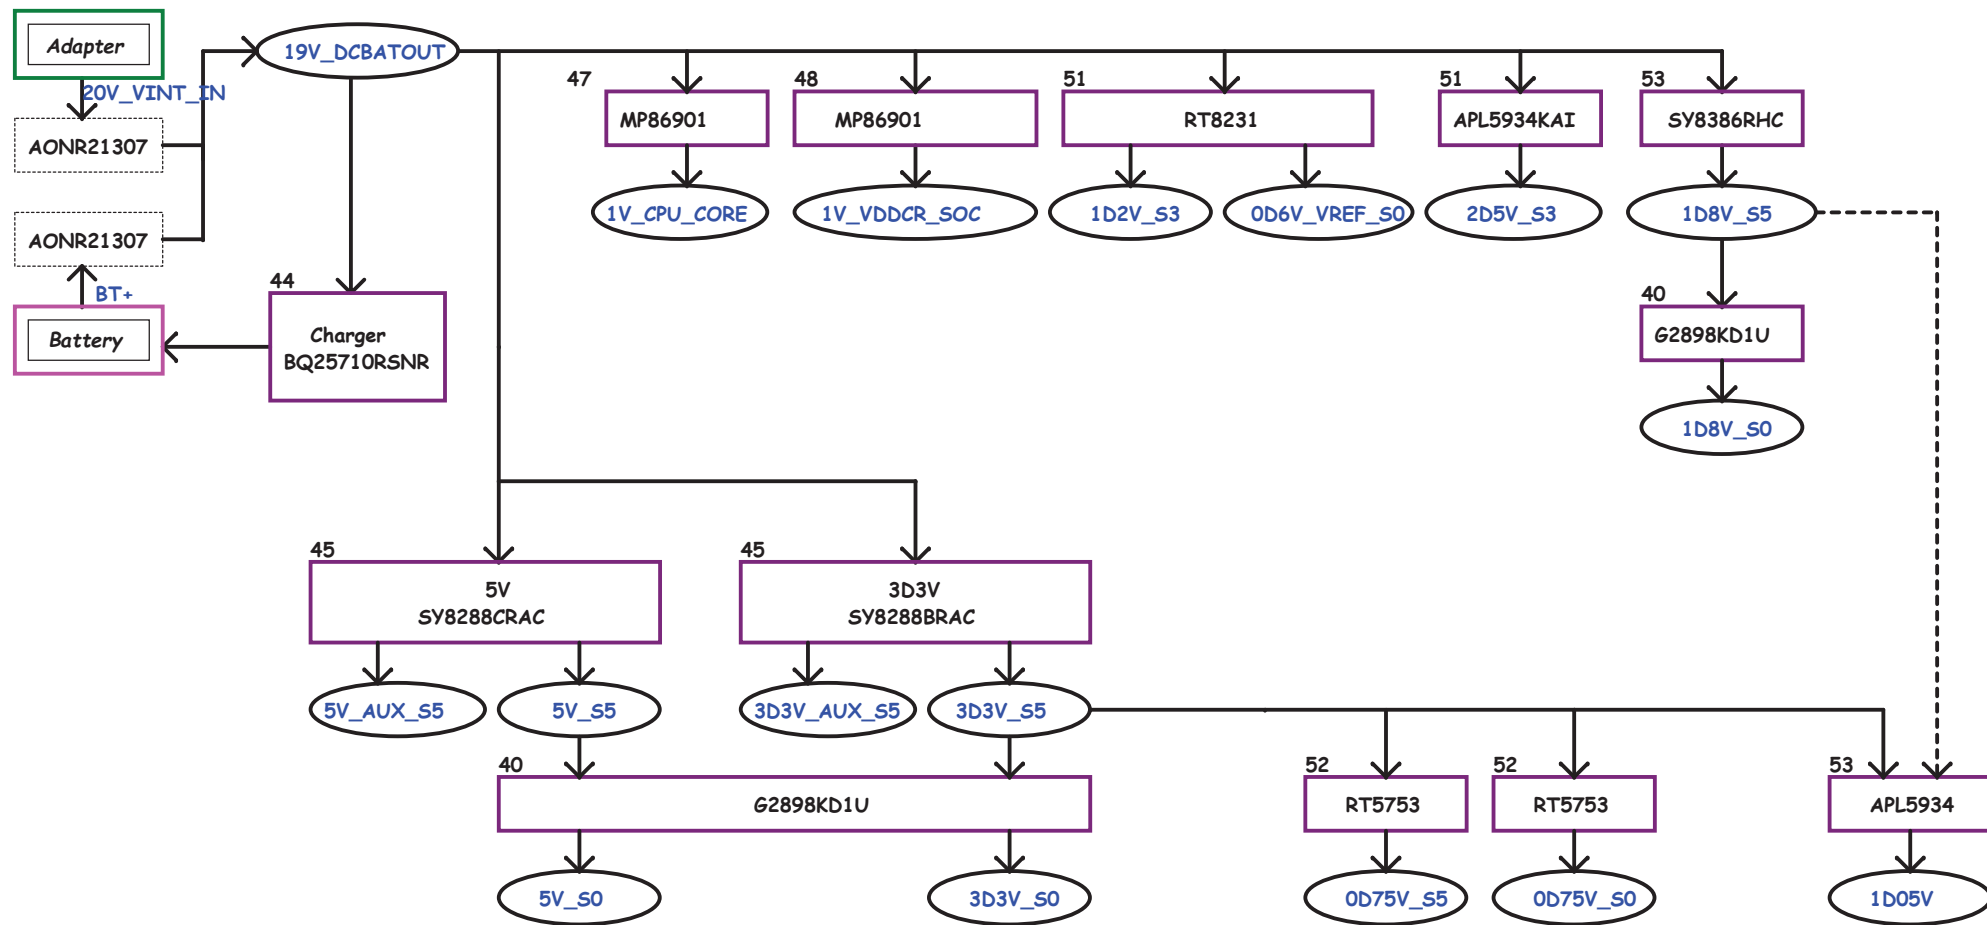 Adapter
20V_VINT_IN
AONR21307
AONR21307
BT+
Battery
19V_DCBATOUT
44
Charger
BQ25710RSNR
47
MP86901
1V_CPU_CORE
48
MP86901
1V_VDDCR_SOC
51
RT8231
1D2V_S3
0D6V_VREF_S0
51
APL5934KAI
2D5V_S3
53
SY8386RHC
1D8V_S5
40
G2898KD1U
1D8V_S0
45
5V
SY8288CRAC
5V_AUX_S5
5V_S5
45
3D3V
SY8288BRAC
3D3V_AUX_S5
3D3V_S5
40
G2898KD1U
5V_S0
3D3V_S0
52
RT5753
0D75V_S5
52
RT5753
0D75V_S0
53
APL5934
1D05V